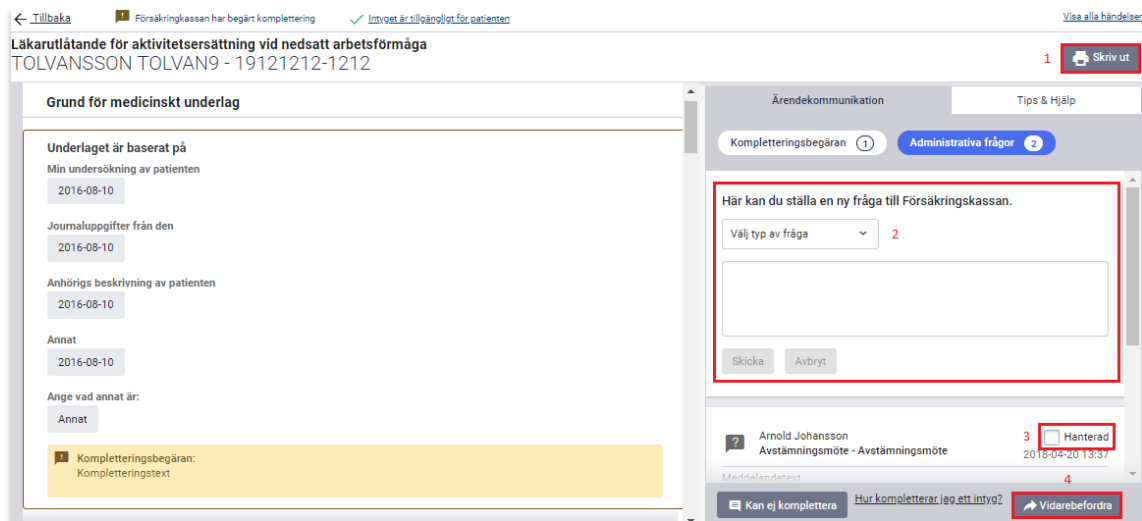 Tillbaka
Försäkringkassan har begärt komplettering
Intyget är tillgängligt för patienten
Visa alla händelser
Läkarutlåtande för aktivitetsersättning vid nedsatt arbetsförmåga
TOLVANSSON TOLVAN9 - 19121212-1212
1
Skriv ut
Grund för medicinskt underlag
Underlaget är baserat på
Min undersökning av patienten
2016-08-10
Journaluppgifter från den
2016-08-10
Anhörigs beskrivning av patienten
2016-08-10
Annat
2016-08-10
Ange vad annat är:
Annat
Kompletteringsbegäran:
Kompletteringstext
Ärendekommunikation
Tips & Hjälp
Kompletteringsbegäran 1
Administrativa frågor 2
Här kan du ställa en ny fråga till Försäkringskassan.
Välj typ av fråga
2
Skicka
Avbryt
Arnold Johansson
Avstämningsmöte - Avstämningsmöte
3
Hanterad
2018-04-20 13:37
Meddelandetext
4
Kan ej komplettera
Hur kompletterar jag ett intyg?
Vidarebefordra